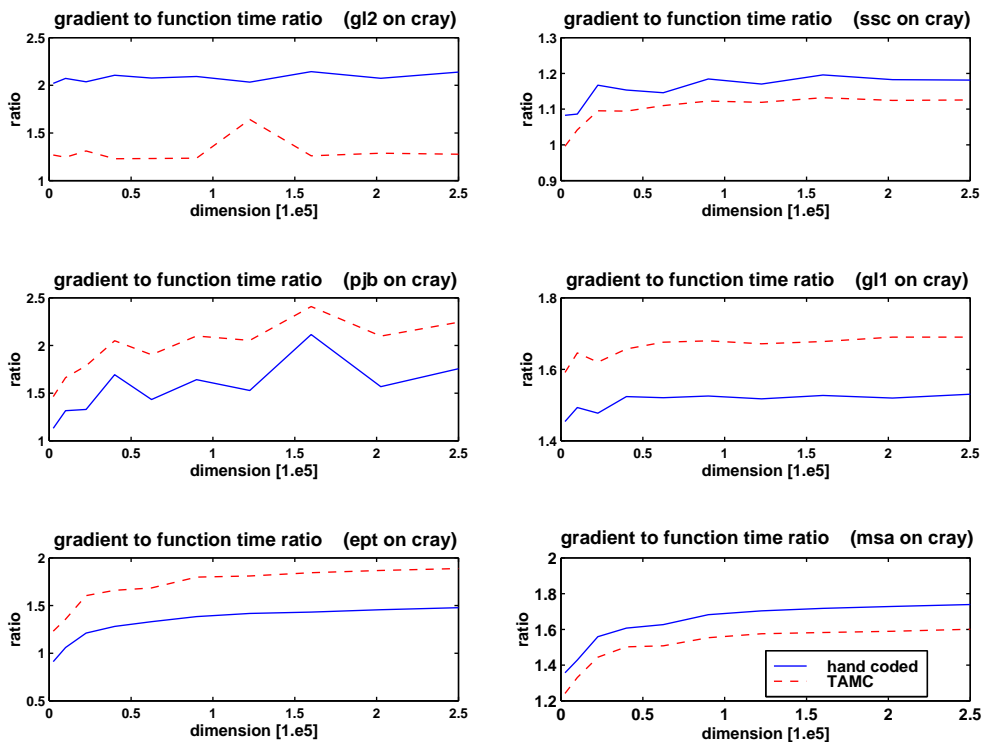 gradient to function time ratio (gl2 on cray)
2.5
2
1.5
1
ratio
0 0.5 1 1.5 2 2.5
dimension [1.e5]
gradient to function time ratio (ssc on cray)
1.3
1.2
1.1
1
0.9
ratio
0 0.5 1 1.5 2 2.5
dimension [1.e5]
gradient to function time ratio (pjb on cray)
2.5
2
1.5
1
ratio
0 0.5 1 1.5 2 2.5
dimension [1.e5]
gradient to function time ratio (gl1 on cray)
1.8
1.6
1.4
ratio
0 0.5 1 1.5 2 2.5
dimension [1.e5]
gradient to function time ratio (ept on cray)
2
1.5
1
0.5
ratio
0 0.5 1 1.5 2 2.5
dimension [1.e5]
gradient to function time ratio (msa on cray)
2
1.8
1.6
1.4
1.2
ratio
hand coded
TAMC
0 0.5 1 1.5 2 2.5
dimension [1.e5]